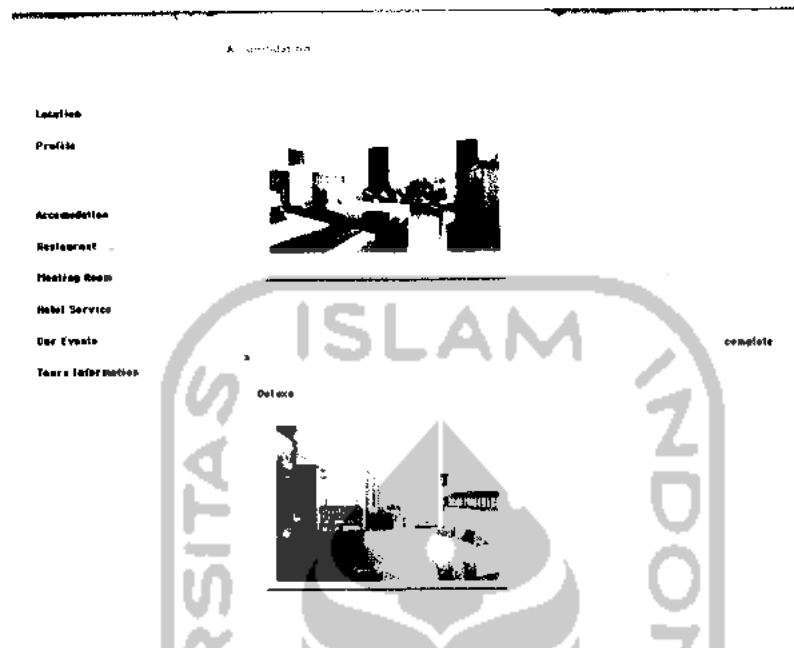 Location
Profile
Accomodation
Restaurant
Meeting Room
Hotel Service
Our Events
complete
Tours Information
Deluxe
ISLAM